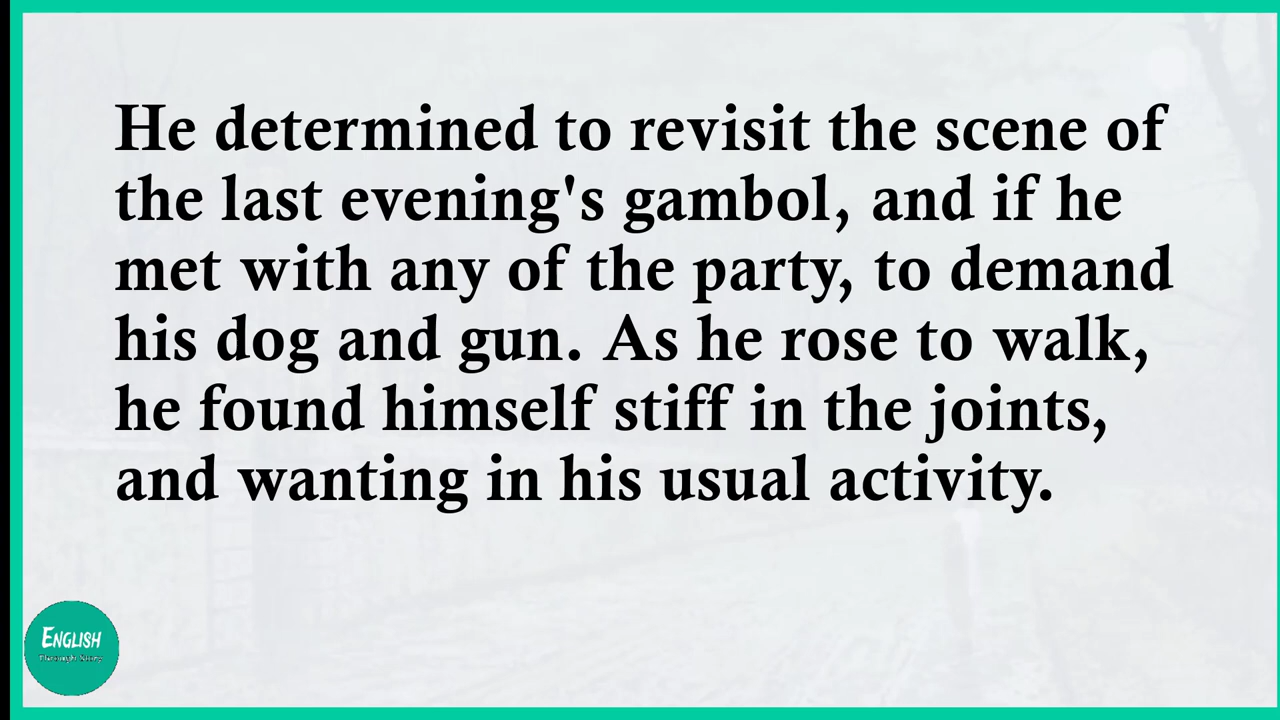 He determined to revisit the scene of
the last evening's gambol, and if he
met with any of the party, to demand
his dog and gun. As he rose to walk,
he found himself stiff in the joints,
and wanting in his usual activity.
ENGLISH
Through Story